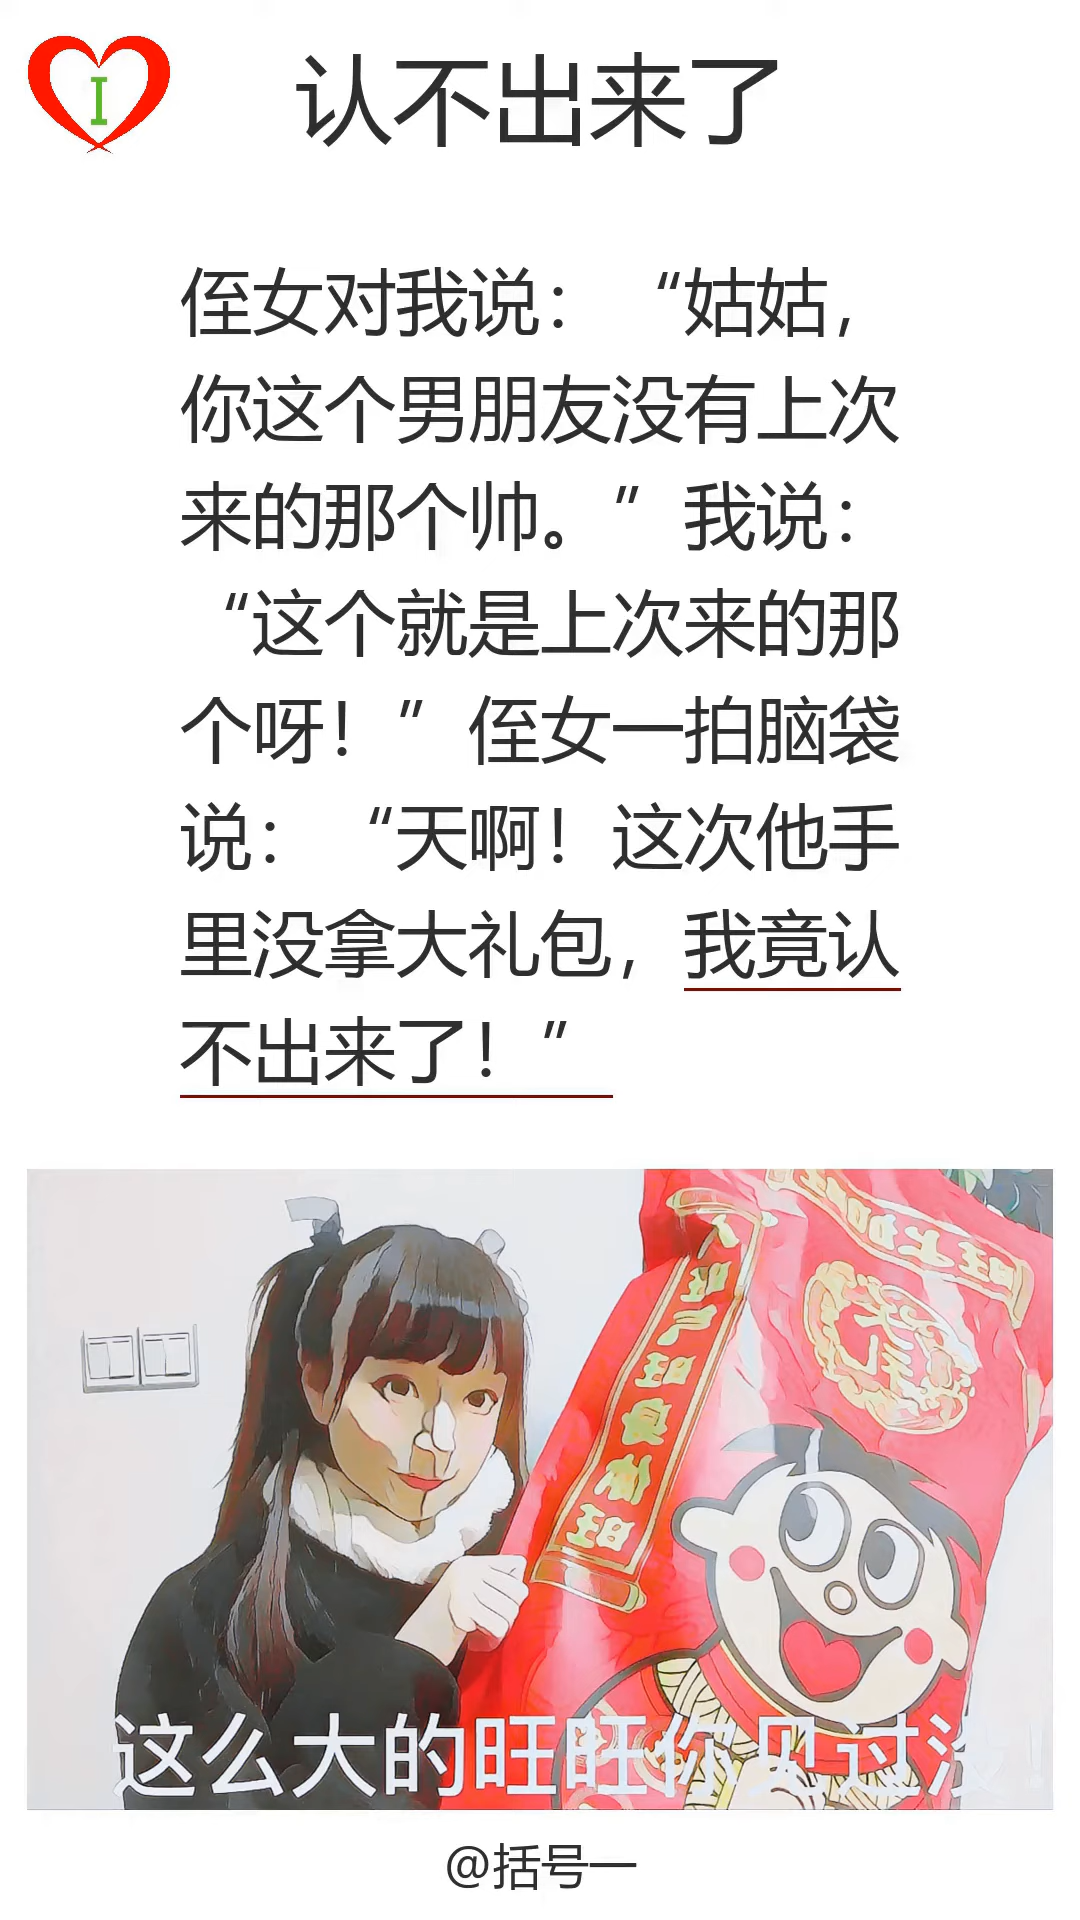 I
认不出来了
侄女对我说：“姑姑，
你这个男朋友没有上次
来的那个帅。”我说：
“这个就是上次来的那
个呀！”侄女一拍脑袋
说：“天啊！这次他手
里没拿大礼包，我竟认
不出来了！”
这么大的旺旺你见过没！
@括号一